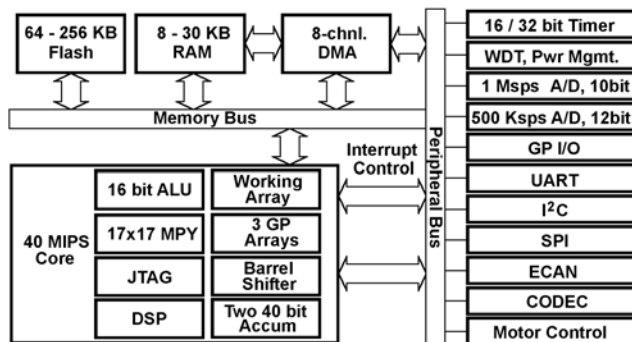 64 - 256 KB
Flash
8 - 30 KB
RAM
8-chnl.
DMA
Memory Bus
Interrupt
Control
Peripheral Bus
40 MIPS
Core
16 bit ALU
Working
Array
17x17 MPY
3 GP
Arrays
JTAG
Barrel
Shifter
DSP
Two 40 bit
Accum
16 / 32 bit Timer
WDT, Pwr Mgmt.
1 Msps A/D, 10bit
500 Ksps A/D, 12bit
GP I/O
UART
I²C
SPI
ECAN
CODEC
Motor Control